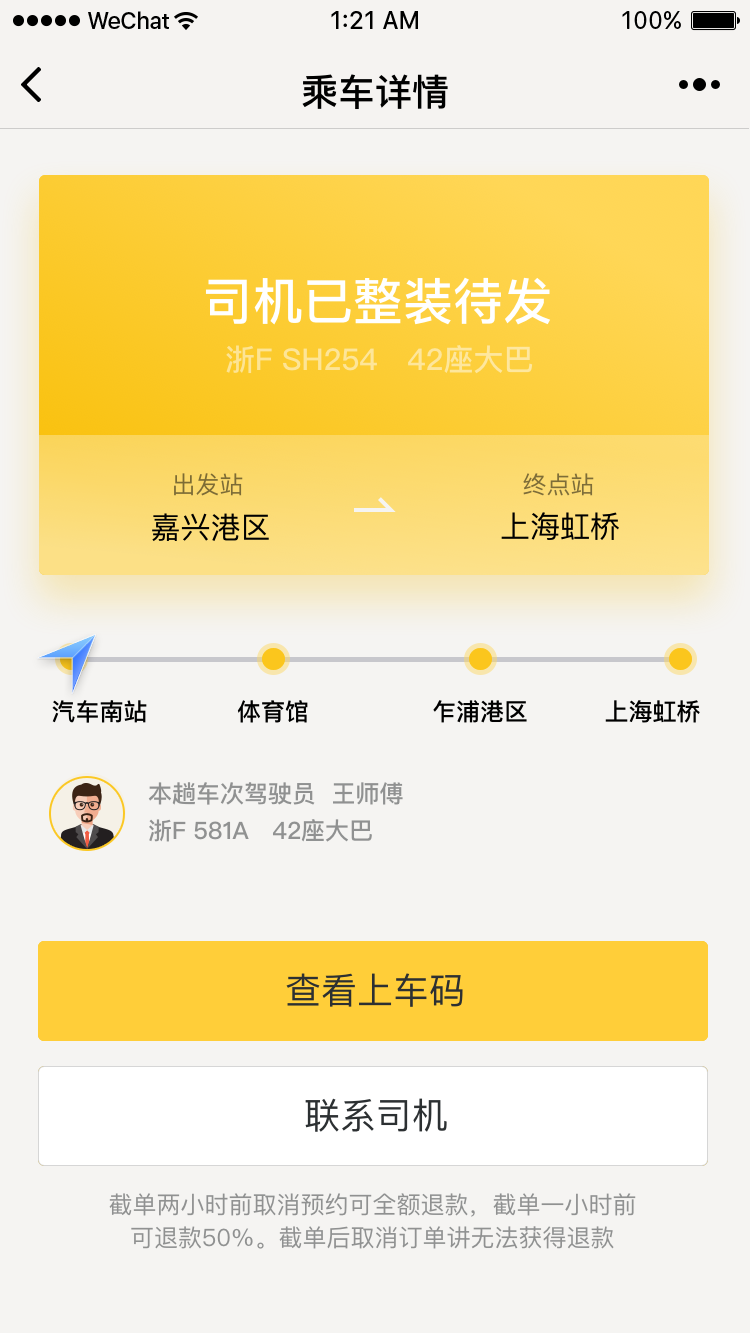 WeChat 1:21 AM 100%
乘车详情
司机已整装待发
浙F SH254 42座大巴
出发站 终点站
嘉兴港区 上海虹桥
汽车南站 体育馆 乍浦港区 上海虹桥
本趟车次驾驶员 王师傅
浙F 581A 42座大巴
查看上车码
联系司机
截单两小时前取消预约可全额退款，截单一小时前
可退款50%。截单后取消订单讲无法获得退款